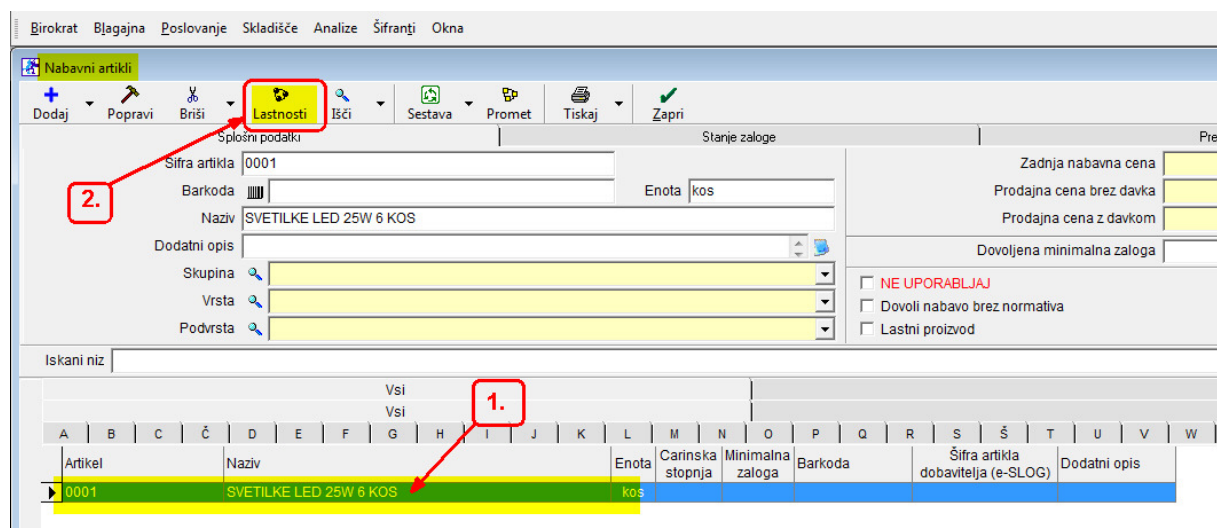 Birokrat Blagajna Poslovanje Skladišče Analize Šifranti Okna
Nabavni artikli
Dodaj Popravi Briši Lastnosti Išči Sestava Promet Tiskaj Zapri
Splošni podatki Stanje zaloge Pre
2.
Šifra artikla 0001 Zadnja nabavna cena
Barkoda Enota kos Prodajna cena brez davka
Naziv SVETILKE LED 25W 6 KOS Prodajna cena z davkom
Dodatni opis Dovoljena minimalna zaloga
Skupina NE UPORABLJAJ
Vrsta Dovoli nabavo brez normativa
Podvrsta Lastni proizvod
Iskani niz
Vsi
1.
Vsi
A B C Č D E F G H I J K L M N O P Q R S Š T U V W
Artikel Naziv Enota Carinska stopnja Minimalna zaloga Barkoda Šifra artikla dobavitelja (e-SLOG) Dodatni opis
0001 SVETILKE LED 25W 6 KOS kos